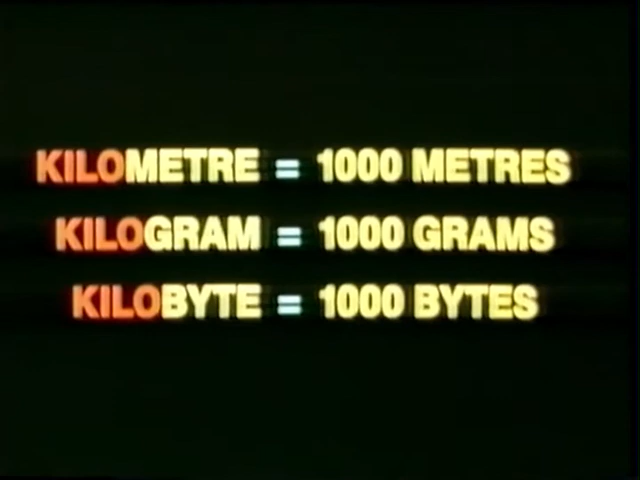 KILOMETRE = 1000 METRES
KILOGRAM = 1000 GRAMS
KILOBYTE = 1000 BYTES